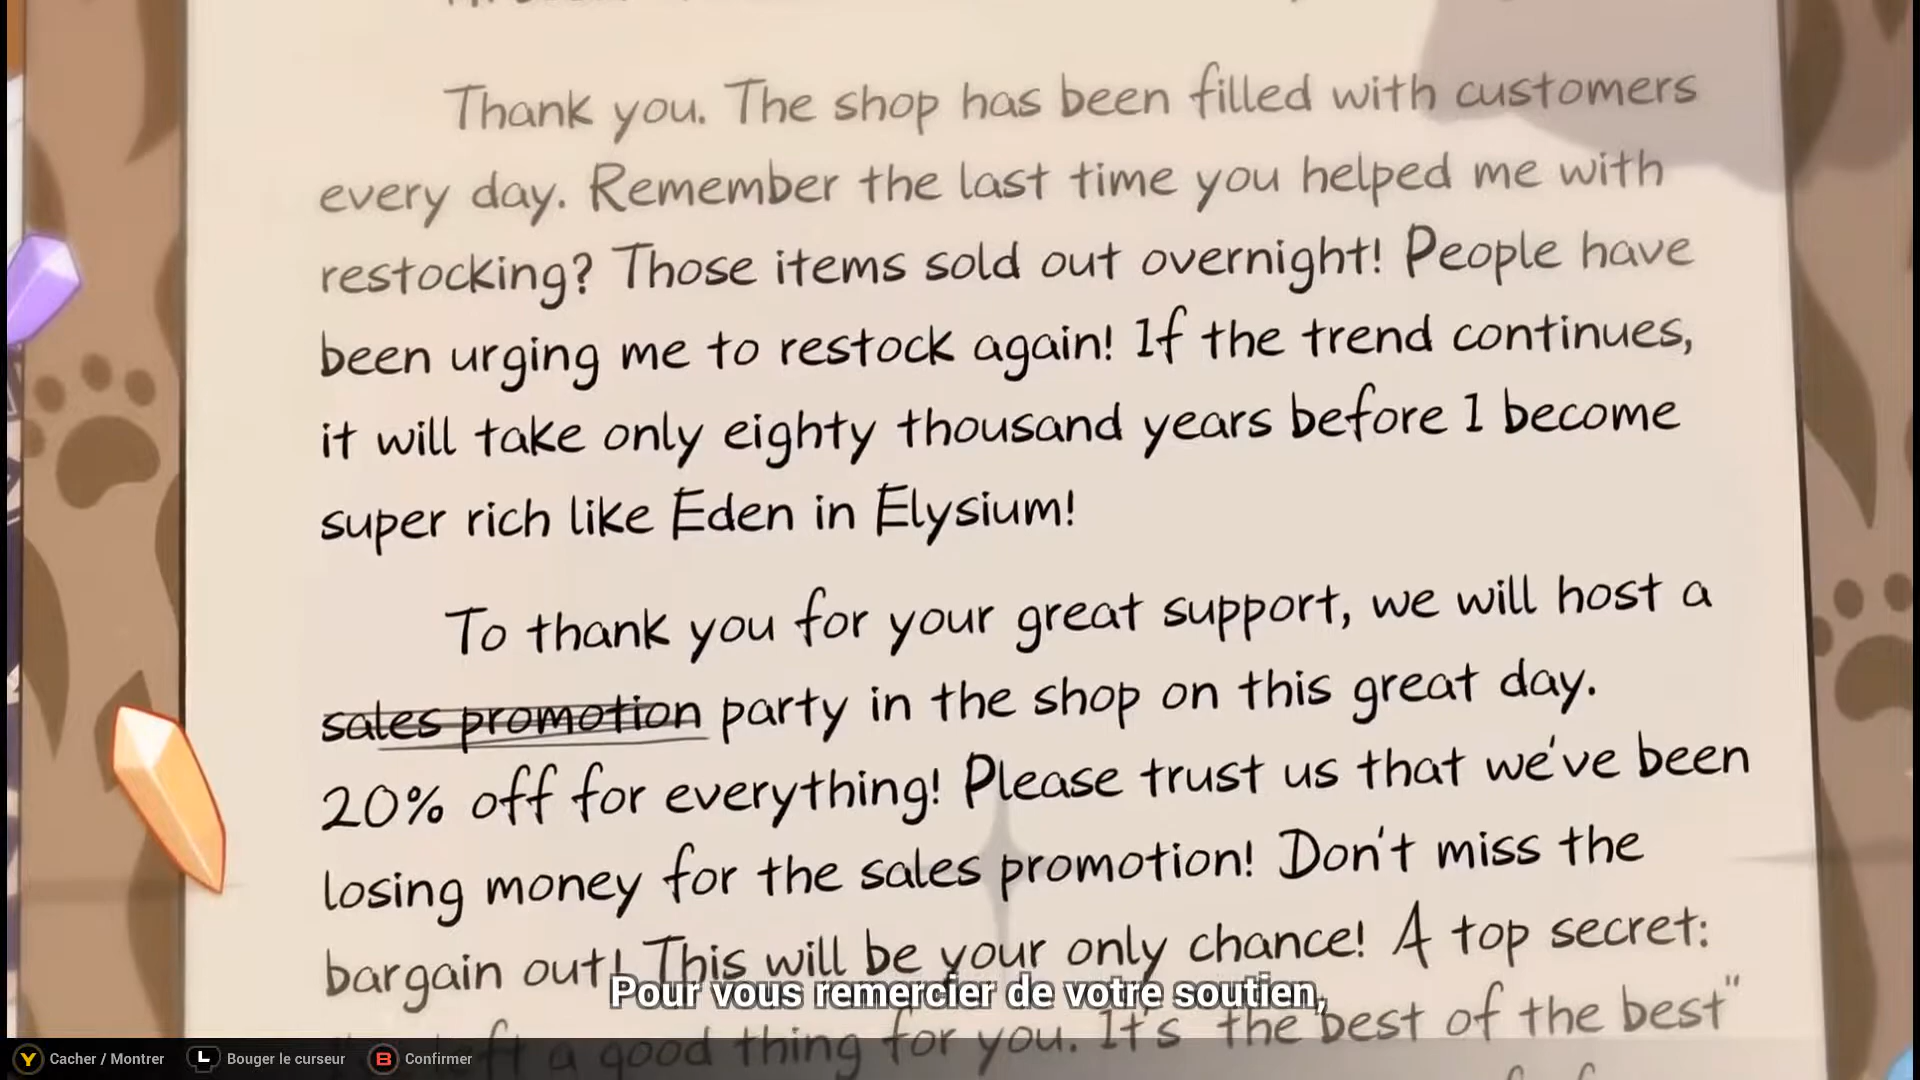 Thank you. The shop has been filled with customers
every day. Remember the last time you helped me with
restocking? Those items sold out overnight! People have
been urging me to restock again! If the trend continues,
it will take only eighty thousand years before I become
super rich like Eden in Elysium!
To thank you for your great support, we will host a
sales promotion party in the shop on this great day.
20% off for everything! Please trust us that we've been
losing money for the sales promotion! Don't miss the
bargain out! This will be your only chance! A top secret:
Pour vous remercier de votre soutien,
left a good thing for you. It's "the best of the best"
Y Cacher / Montrer L Bouger le curseur B Confirmer